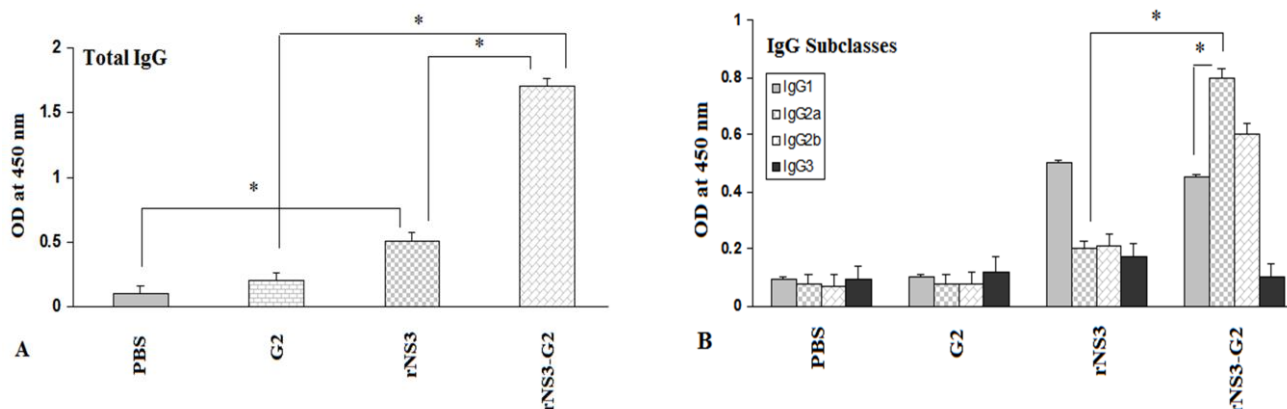 Total IgG
OD at 450 nm
2
1.5
1
0.5
0
*
*
*
PBS
G2
rNS3
rNS3-G2
A
IgG Subclasses
IgG1
IgG2a
IgG2b
IgG3
OD at 450 nm
1
0.8
0.6
0.4
0.2
0
*
*
PBS
G2
rNS3
rNS3-G2
B